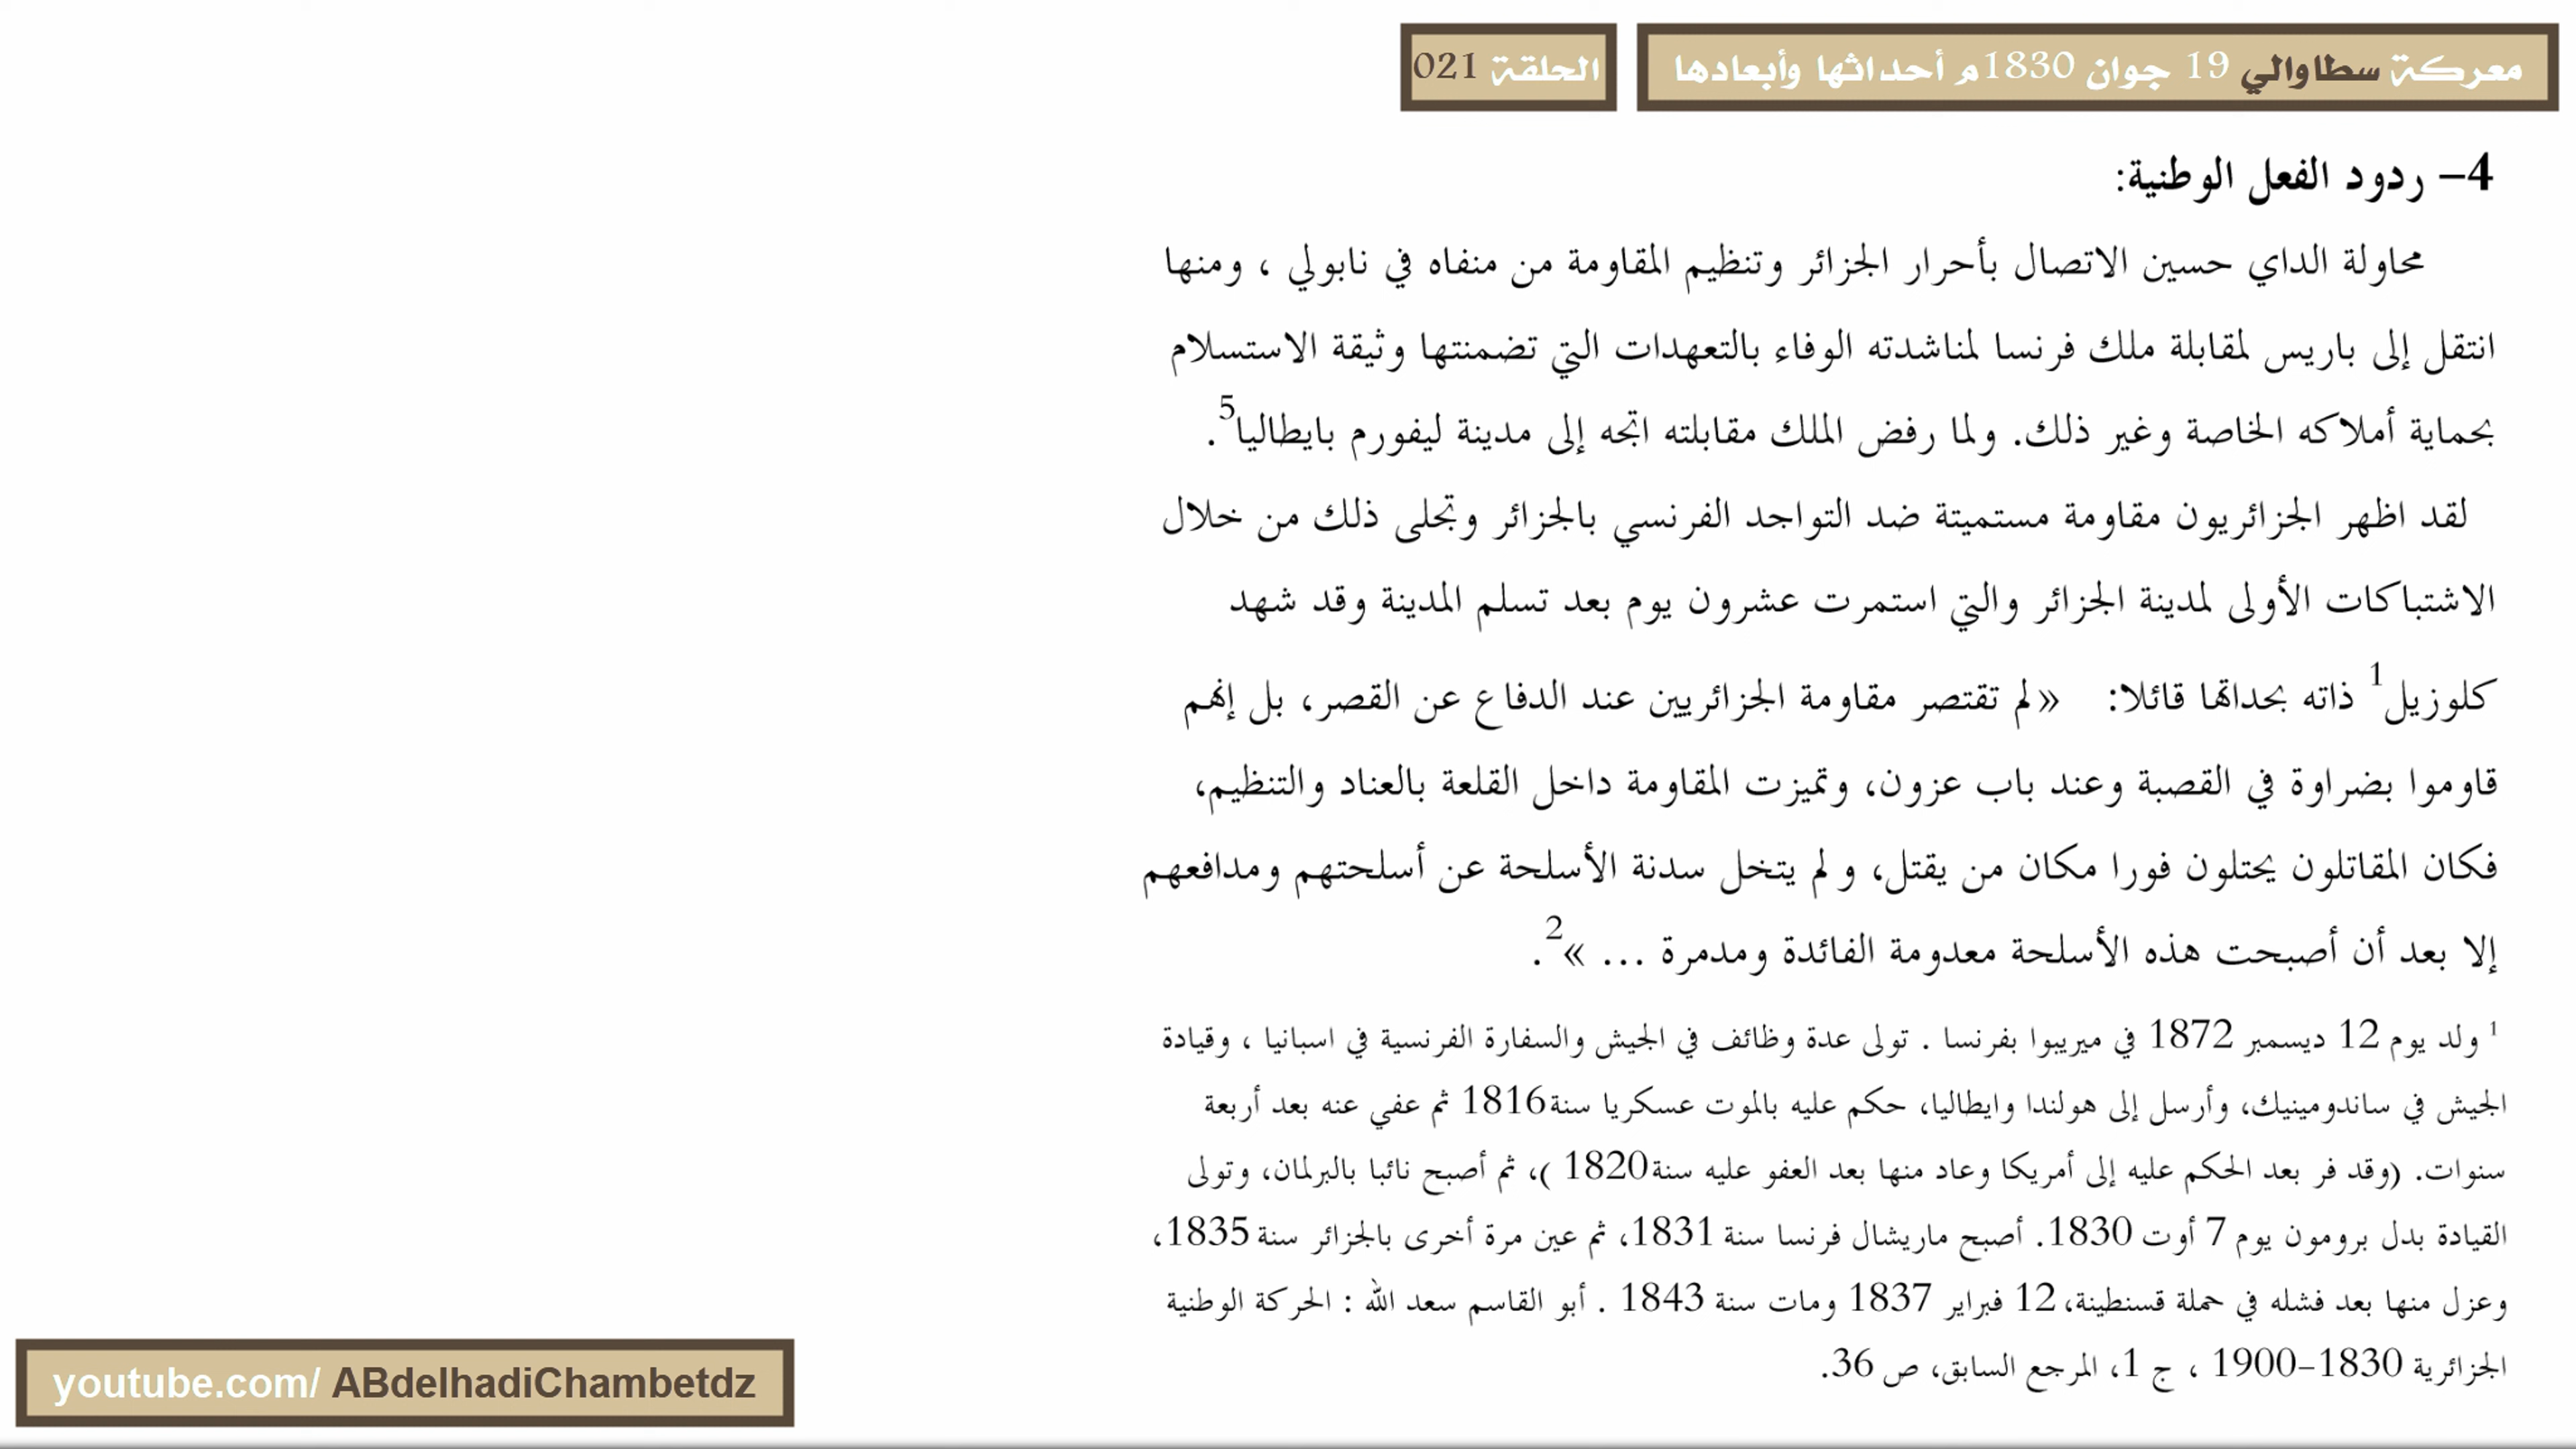 معركة سطاوالي 19 جوان 1830م أحداثها وأبعادها
الحلقة 021
4- ردود الفعل الوطنية:
محاولة الداي حسين الاتصال بأحرار الجزائر وتنظيم المقاومة من منفاه في نابولي ، ومنها
انتقل إلى باريس لمقابلة ملك فرنسا لمناشدته الوفاء بالتعهدات التي تضمنتها وثيقة الاستسلام
بحماية أملاكه الخاصة وغير ذلك. ولما رفض الملك مقابلته اتجه إلى مدينة ليفورم بايطاليا5.
لقد اظهر الجزائريون مقاومة مستميتة ضد التواجد الفرنسي بالجزائر وتجلى ذلك من خلال
الاشتباكات الأولى لمدينة الجزائر والتي استمرت عشرون يوم بعد تسلم المدينة وقد شهد
كلوزيل1 ذاته بحداتها قائلا: «لم تقتصر مقاومة الجزائريين عند الدفاع عن القصر، بل إنهم
قاوموا بضراوة في القصبة وعند باب عزون، وتميزت المقاومة داخل القلعة بالعناد والتنظيم،
فكان المقاتلون يحتلون فورا مكان من يقتل، ولم يتخل سدنة الأسلحة عن أسلحتهم ومدافعهم
إلا بعد أن أصبحت هذه الأسلحة معدومة الفائدة ومدمرة ... »2.
1 ولد يوم 12 ديسمبر 1872 في ميريبوا بفرنسا . تولى عدة وظائف في الجيش والسفارة الفرنسية في اسبانيا ، وقيادة
الجيش في ساندومينيك، وأرسل إلى هولندا وايطاليا، حكم عليه بالموت عسكريا سنة1816 ثم عفي عنه بعد أربعة
سنوات. (وقد فر بعد الحكم عليه إلى أمريكا وعاد منها بعد العفو عليه سنة1820 )، ثم أصبح نائبا بالبرلمان، وتولى
القيادة بدل برومون يوم 7 أوت 1830. أصبح ماريشال فرنسا سنة 1831، ثم عين مرة أخرى بالجزائر سنة 1835،
وعزل منها بعد فشله في حملة قسنطينة، 12 فبراير 1837 ومات سنة 1843 . أبو القاسم سعد الله : الحركة الوطنية
الجزائرية 1830-1900 ، ج 1، المرجع السابق، ص 36.
youtube.com/ ABdelhadiChambetdz